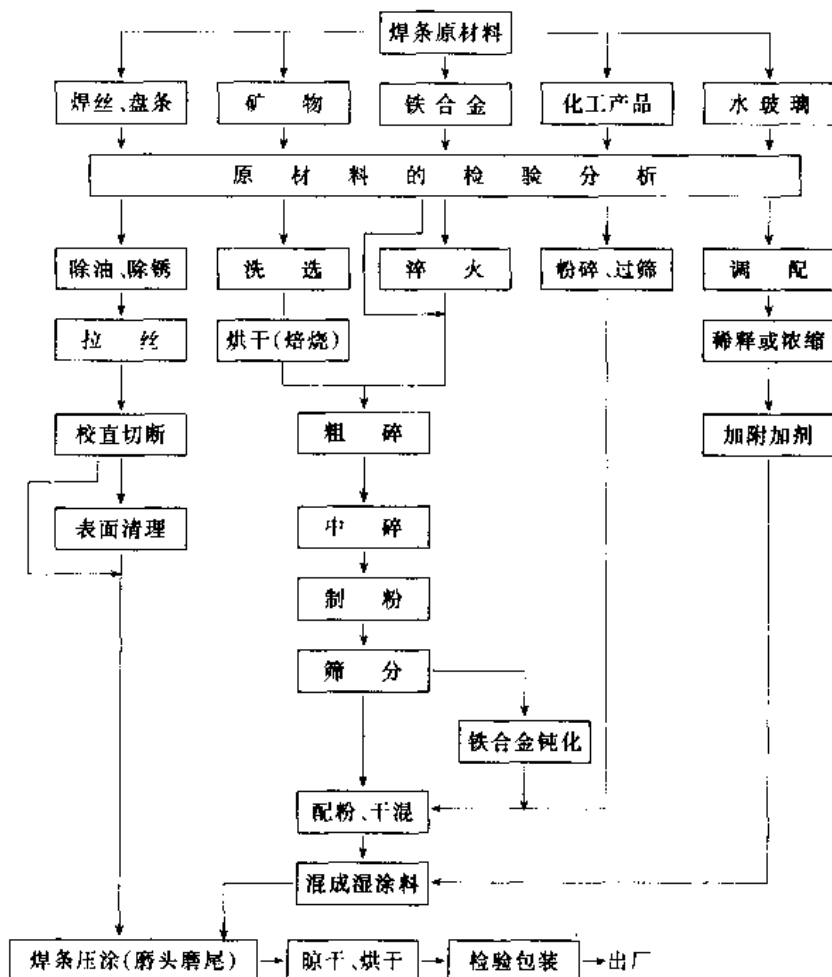 焊条原材料
焊丝、盘条 矿物 铁合金 化工产品 水玻璃
原材料的检验分析
除油、除锈 洗选 淬火 粉碎、过筛 调配
拉丝 烘干(焙烧) 稀释或浓缩
校直切断 粗碎 加附加剂
表面清理 中碎
制粉
筛分
铁合金钝化
配粉、干混
混成湿涂料
焊条压涂(磨头磨尾) 晾干、烘干 检验包装 出厂